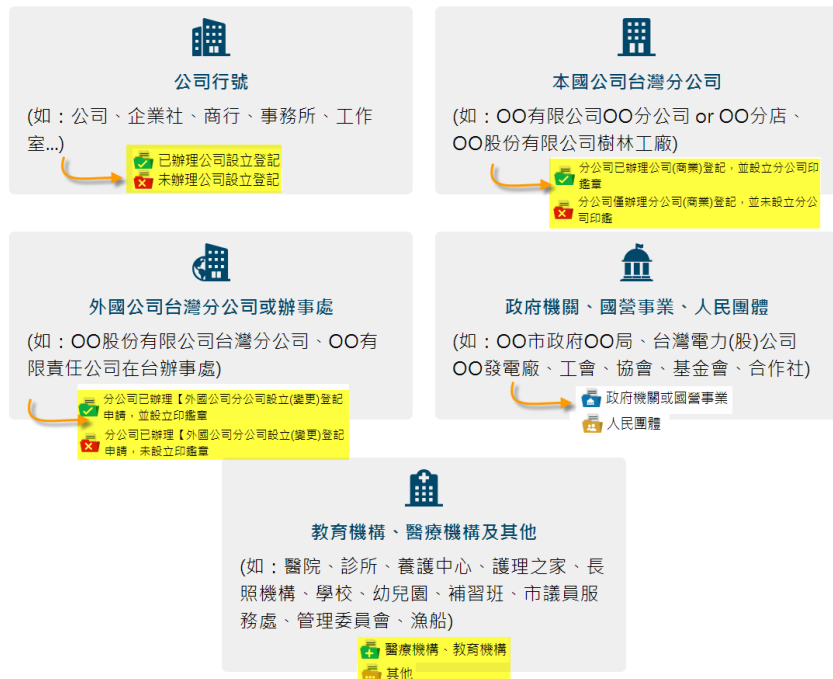 公司行號
(如：公司、企業社、商行、事務所、工作
室...)
已辦理公司設立登記
未辦理公司設立登記
本國公司台灣分公司
(如：OO有限公司OO分公司 or OO分店、
OO股份有限公司樹林工廠)
分公司已辦理公司(商業)登記，並設立分公司印
鑑章
分公司僅辦理分公司(商業)登記，並未設立分公
司印鑑
外國公司台灣分公司或辦事處
(如：OO股份有限公司台灣分公司、OO有
限責任公司在台辦事處)
分公司已辦理【外國公司分公司設立(變更)登記
申請，並設立印鑑章
分公司已辦理【外國公司分公司設立(變更)登記
申請，未設立印鑑章
政府機關、國營事業、人民團體
(如：OO市政府OO局、台灣電力(股)公司
OO發電廠、工會、協會、基金會、合作社)
政府機關或國營事業
人民團體
教育機構、醫療機構及其他
(如：醫院、診所、養護中心、護理之家、長
照機構、學校、幼兒園、補習班、市議員服
務處、管理委員會、漁船)
醫療機構、教育機構
其他